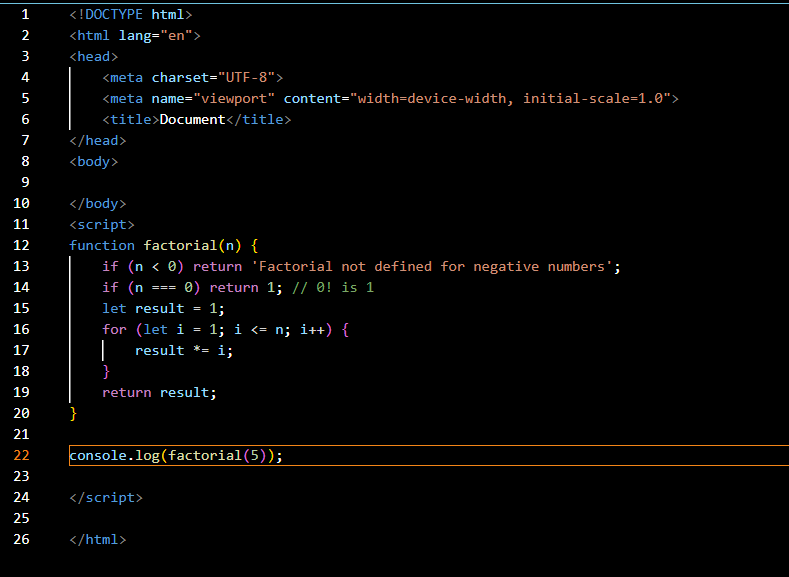 1 <!DOCTYPE html>
2 <html lang="en">
3 <head>
4     <meta charset="UTF-8">
5     <meta name="viewport" content="width=device-width, initial-scale=1.0">
6     <title>Document</title>
7 </head>
8 <body>
9
10 </body>
11 <script>
12 function factorial(n) {
13     if (n < 0) return 'Factorial not defined for negative numbers';
14     if (n === 0) return 1; // 0! is 1
15     let result = 1;
16     for (let i = 1; i <= n; i++) {
17         result *= i;
18     }
19     return result;
20 }
21
22 console.log(factorial(5));
23
24 </script>
25
26 </html>